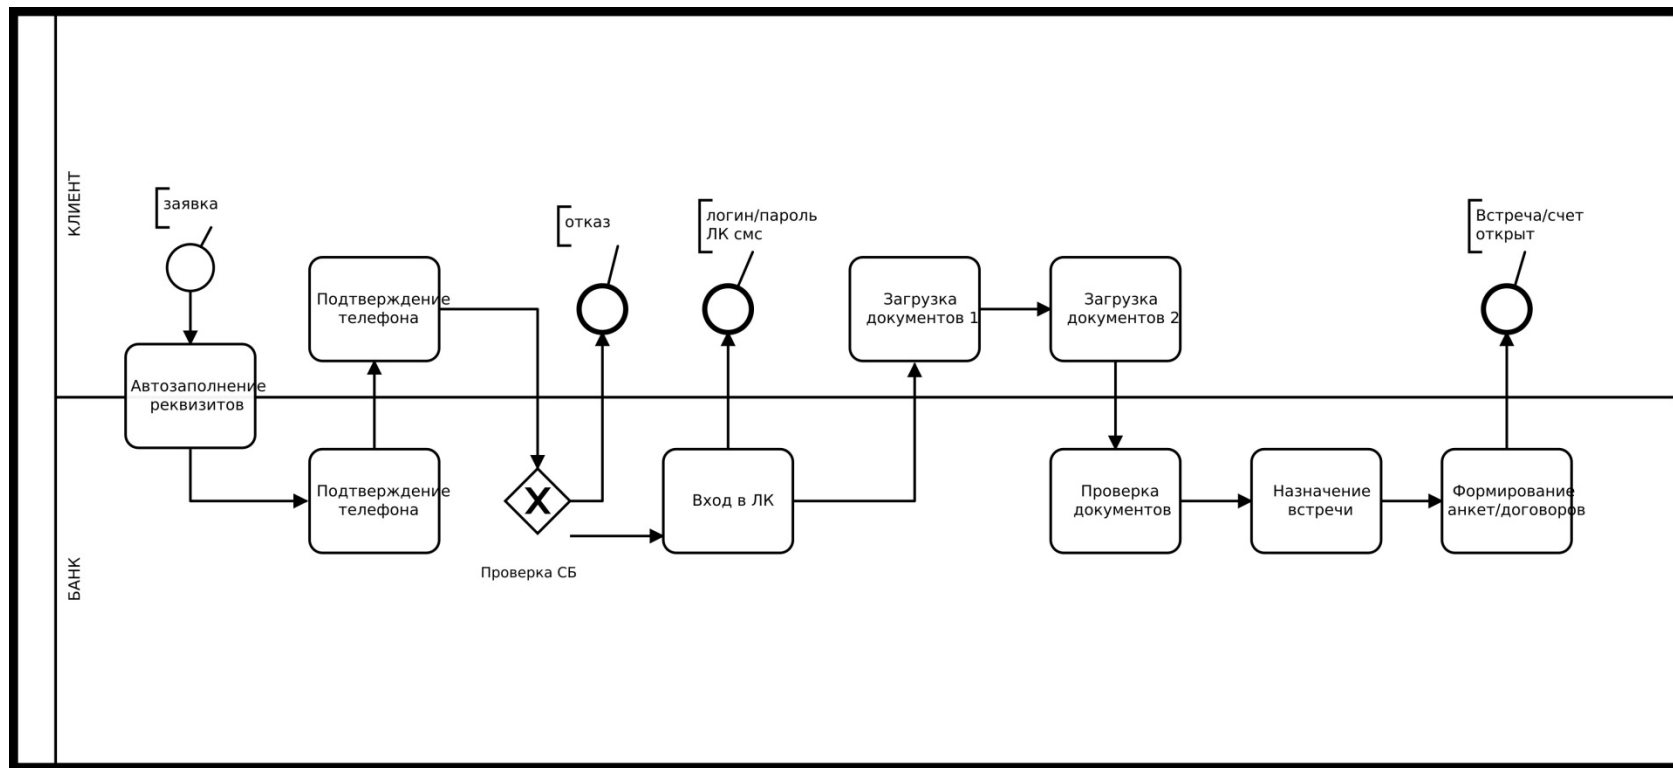 КЛИЕНТ
заявка
Автозаполнение
реквизитов
Подтверждение
телефона
отказ
логин/пароль
ЛК смс
Загрузка
документов 1
Загрузка
документов 2
Встреча/счет
открыт
БАНК
Подтверждение
телефона
X
Проверка СБ
Вход в ЛК
Проверка
документов
Назначение
встречи
Формирование
анкет/договоров